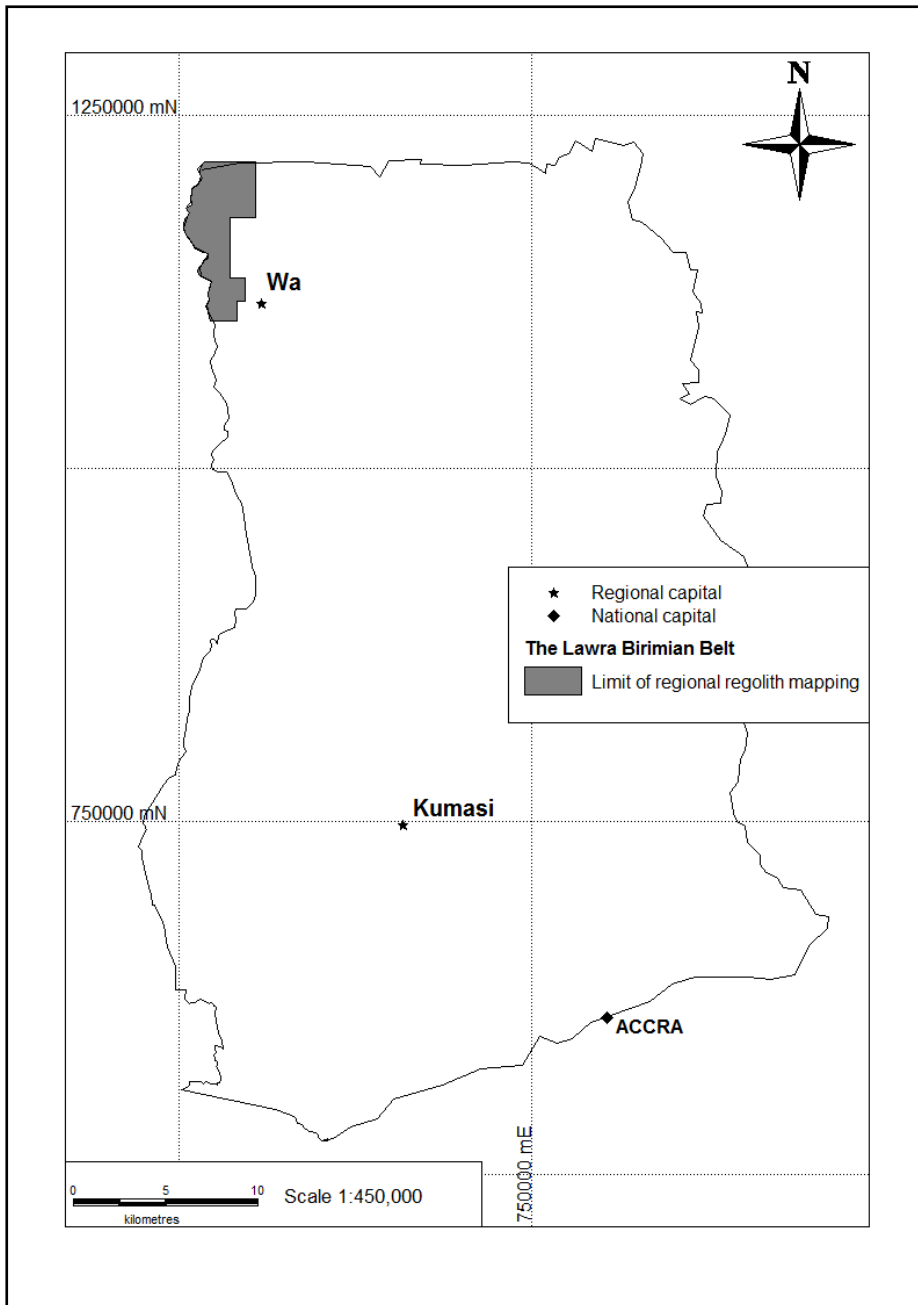 N
1250000 mN
Wa
Regional capital
National capital
The Lawra Birimian Belt
Limit of regional regolith mapping
750000 mN
Kumasi
ACCRA
750000 mE
0 5 10
kilometres
Scale 1:450,000